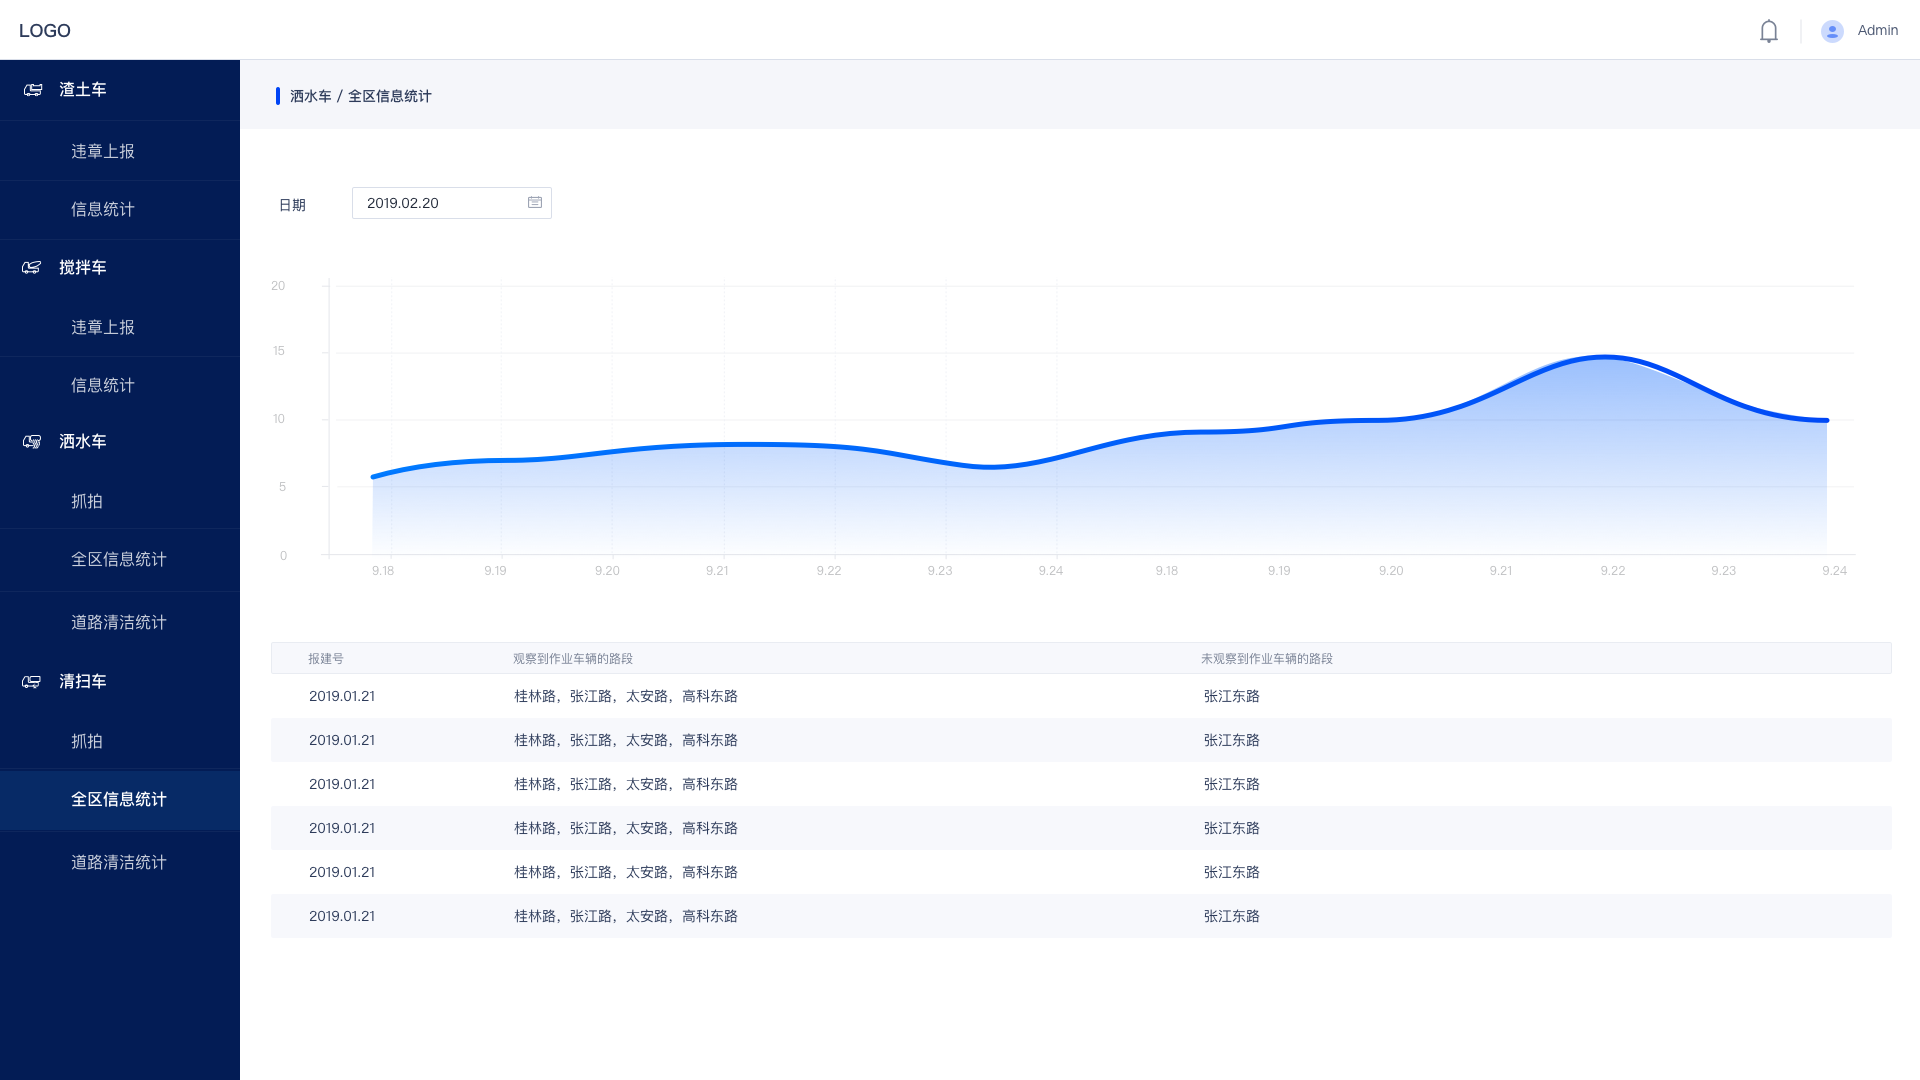 LOGO
Admin
渣土车
违章上报
信息统计
搅拌车
违章上报
信息统计
洒水车
抓拍
全区信息统计
道路清洁统计
清扫车
抓拍
全区信息统计
道路清洁统计
洒水车 / 全区信息统计
日期 2019.02.20
20
15
10
5
0
9.18 9.19 9.20 9.21 9.22 9.23 9.24 9.18 9.19 9.20 9.21 9.22 9.23 9.24
报建号 观察到作业车辆的路段 未观察到作业车辆的路段
2019.01.21 桂林路，张江路，太安路，高科东路 张江东路
2019.01.21 桂林路，张江路，太安路，高科东路 张江东路
2019.01.21 桂林路，张江路，太安路，高科东路 张江东路
2019.01.21 桂林路，张江路，太安路，高科东路 张江东路
2019.01.21 桂林路，张江路，太安路，高科东路 张江东路
2019.01.21 桂林路，张江路，太安路，高科东路 张江东路